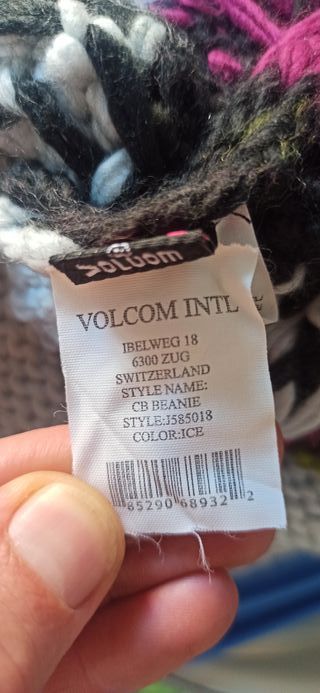 volcom
VOLCOM INTL
IBELWEG 18
6300 ZUG
SWITZERLAND
STYLE NAME:
CB BEANIE
STYLE:J585018
COLOR:ICE
85290 68932 2